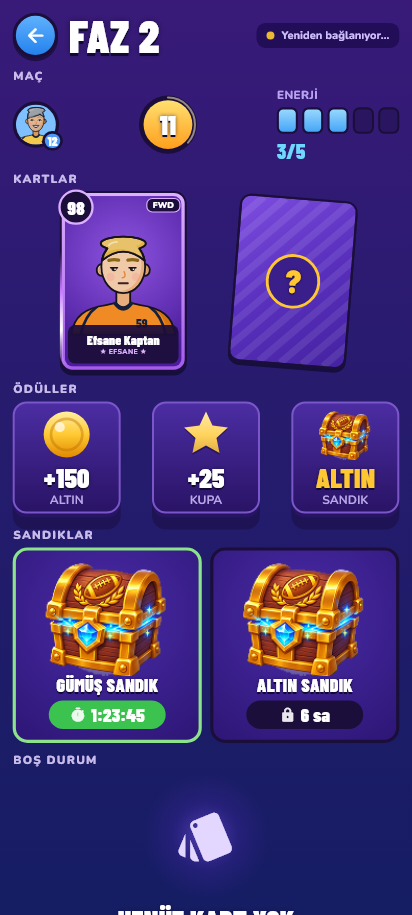 FAZ 2
Yeniden bağlanıyor...
MAÇ
12
11
ENERJİ
3/5
KARTLAR
98
FWD
59
Efsane Kaptan
★ EFSANE ★
?
ÖDÜLLER
+150
ALTIN
+25
KUPA
ALTIN
SANDIK
SANDIKLAR
GÜMÜŞ SANDIK
1:23:45
ALTIN SANDIK
6 sa
BOŞ DURUM